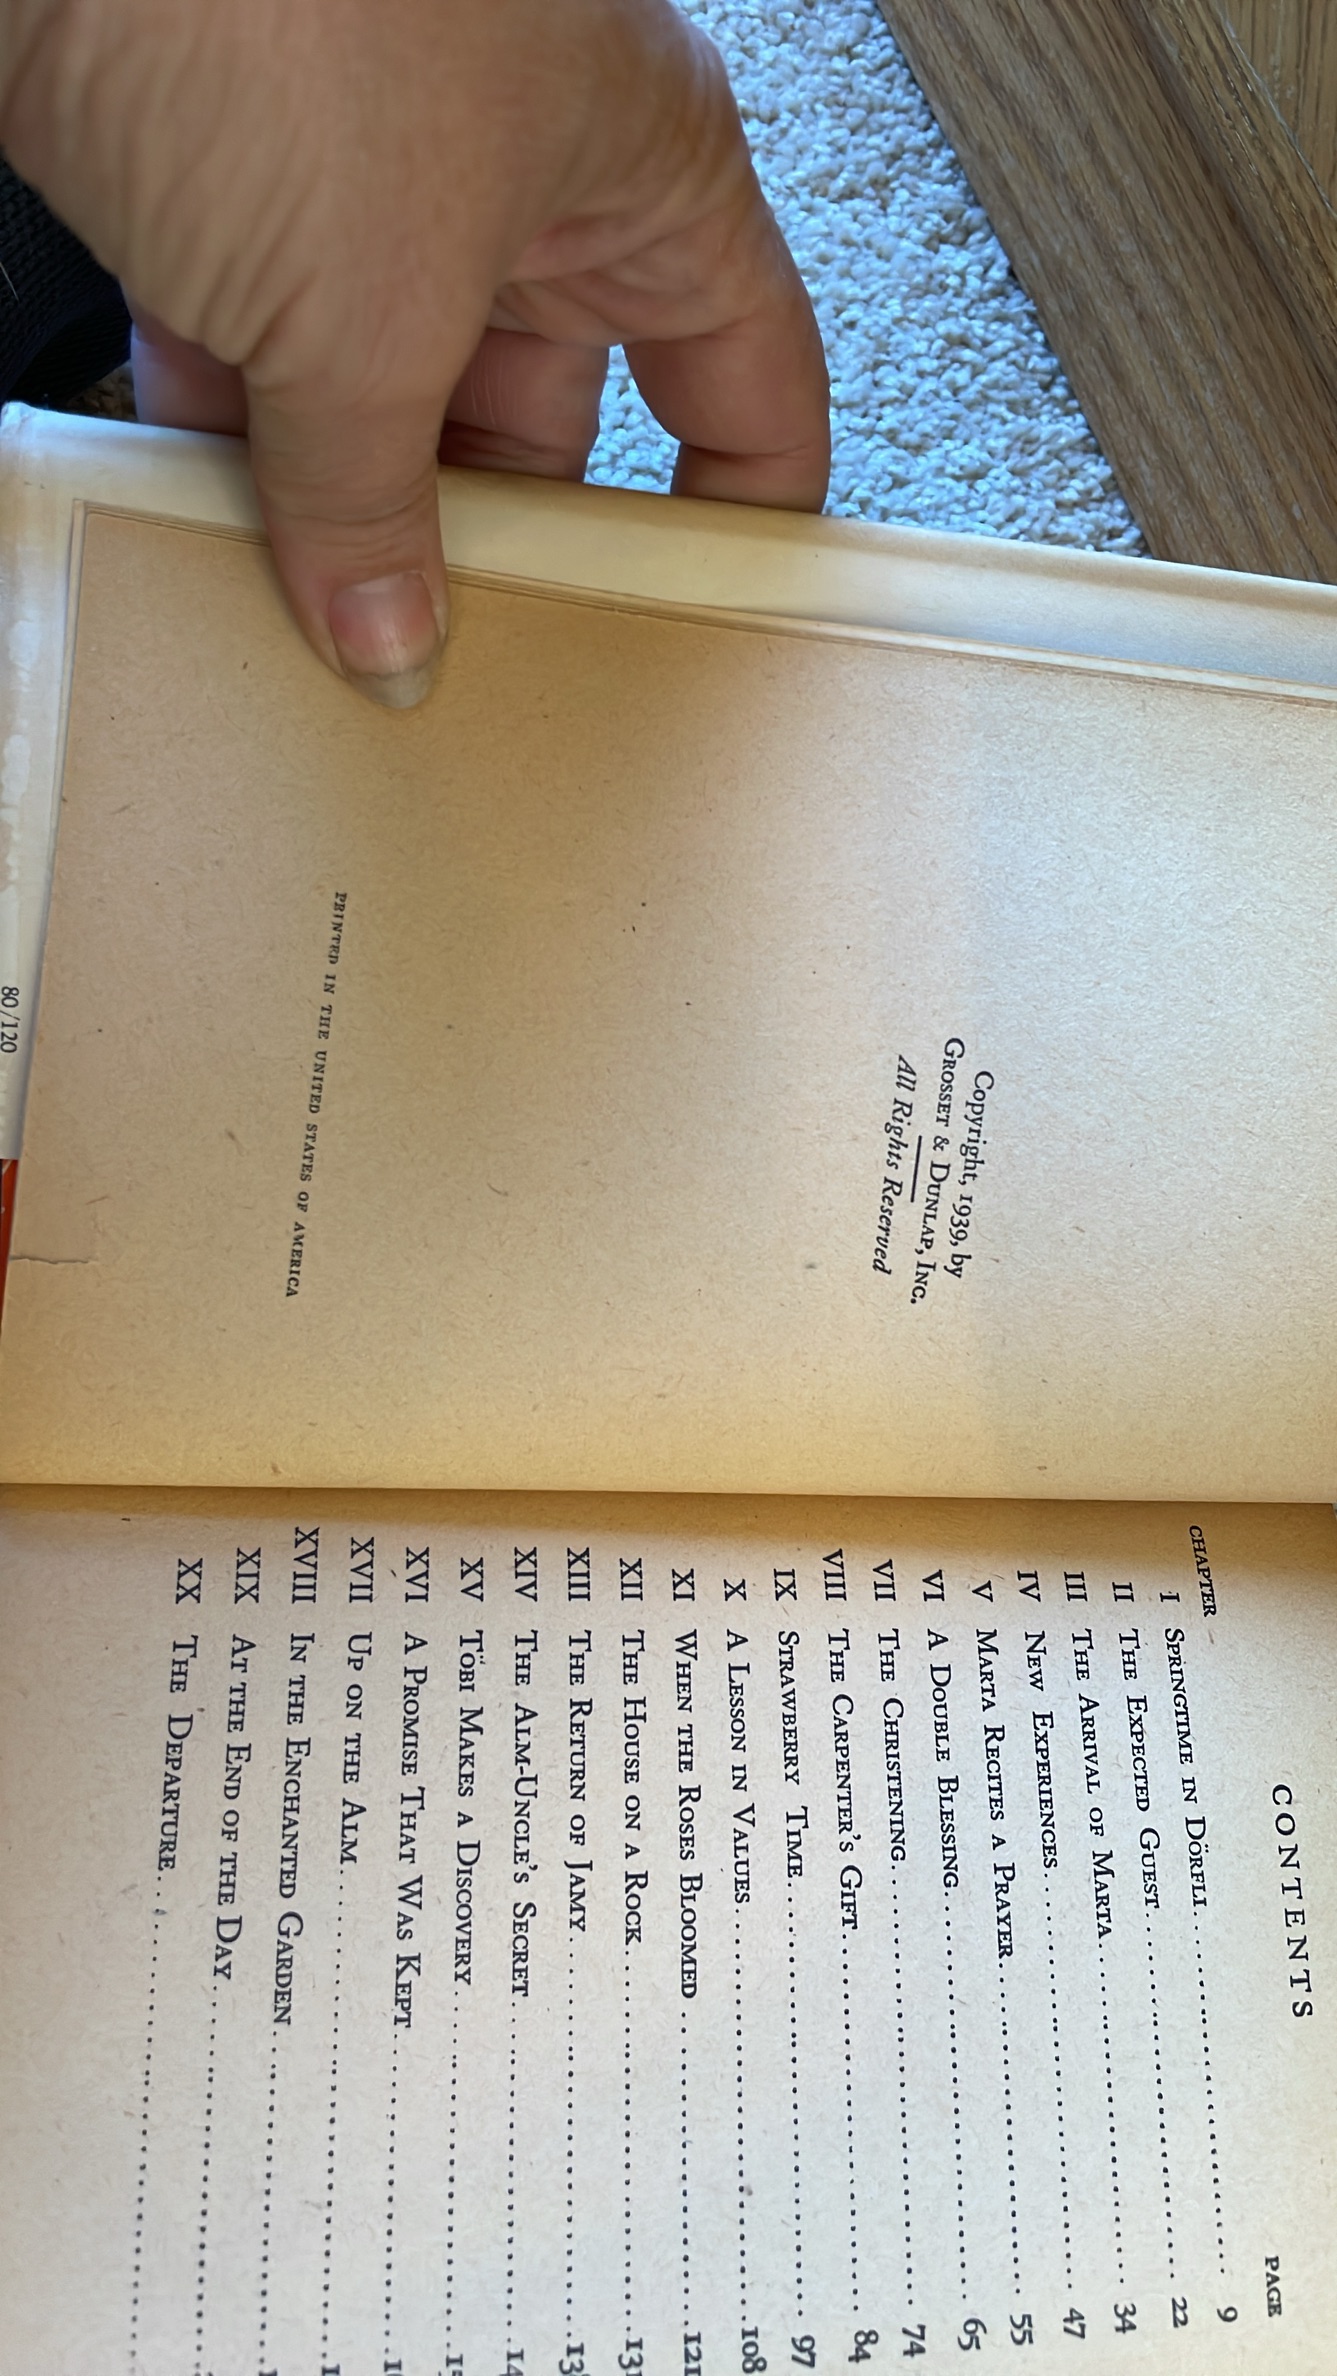 Copyright, 1939, by
GROSSET & DUNLAP, INC.
All Rights Reserved
PRINTED IN THE UNITED STATES OF AMERICA
80/120
CONTENTS
CHAPTER PAGE
I SPRINGTIME IN DÖRFLI.................... 9
II THE EXPECTED GUEST.................... 22
III THE ARRIVAL OF MARTA.................... 34
IV NEW EXPERIENCES.................... 47
V MARTA RECITES A PRAYER.................... 55
VI A DOUBLE BLESSING.................... 65
VII THE CHRISTENING.................... 74
VIII THE CARPENTER'S GIFT.................... 84
IX STRAWBERRY TIME.................... 97
X A LESSON IN VALUES....................108
XI WHEN THE ROSES BLOOMED ....................121
XII THE HOUSE ON A ROCK....................131
XIII THE RETURN OF JAMY....................
XIV THE ALM-UNCLE'S SECRET....................
XV TÖBI MAKES A DISCOVERY....................
XVI A PROMISE THAT WAS KEPT....................
XVII UP ON THE ALM....................
XVIII IN THE ENCHANTED GARDEN....................
XIX AT THE END OF THE DAY....................
XX THE DEPARTURE....................